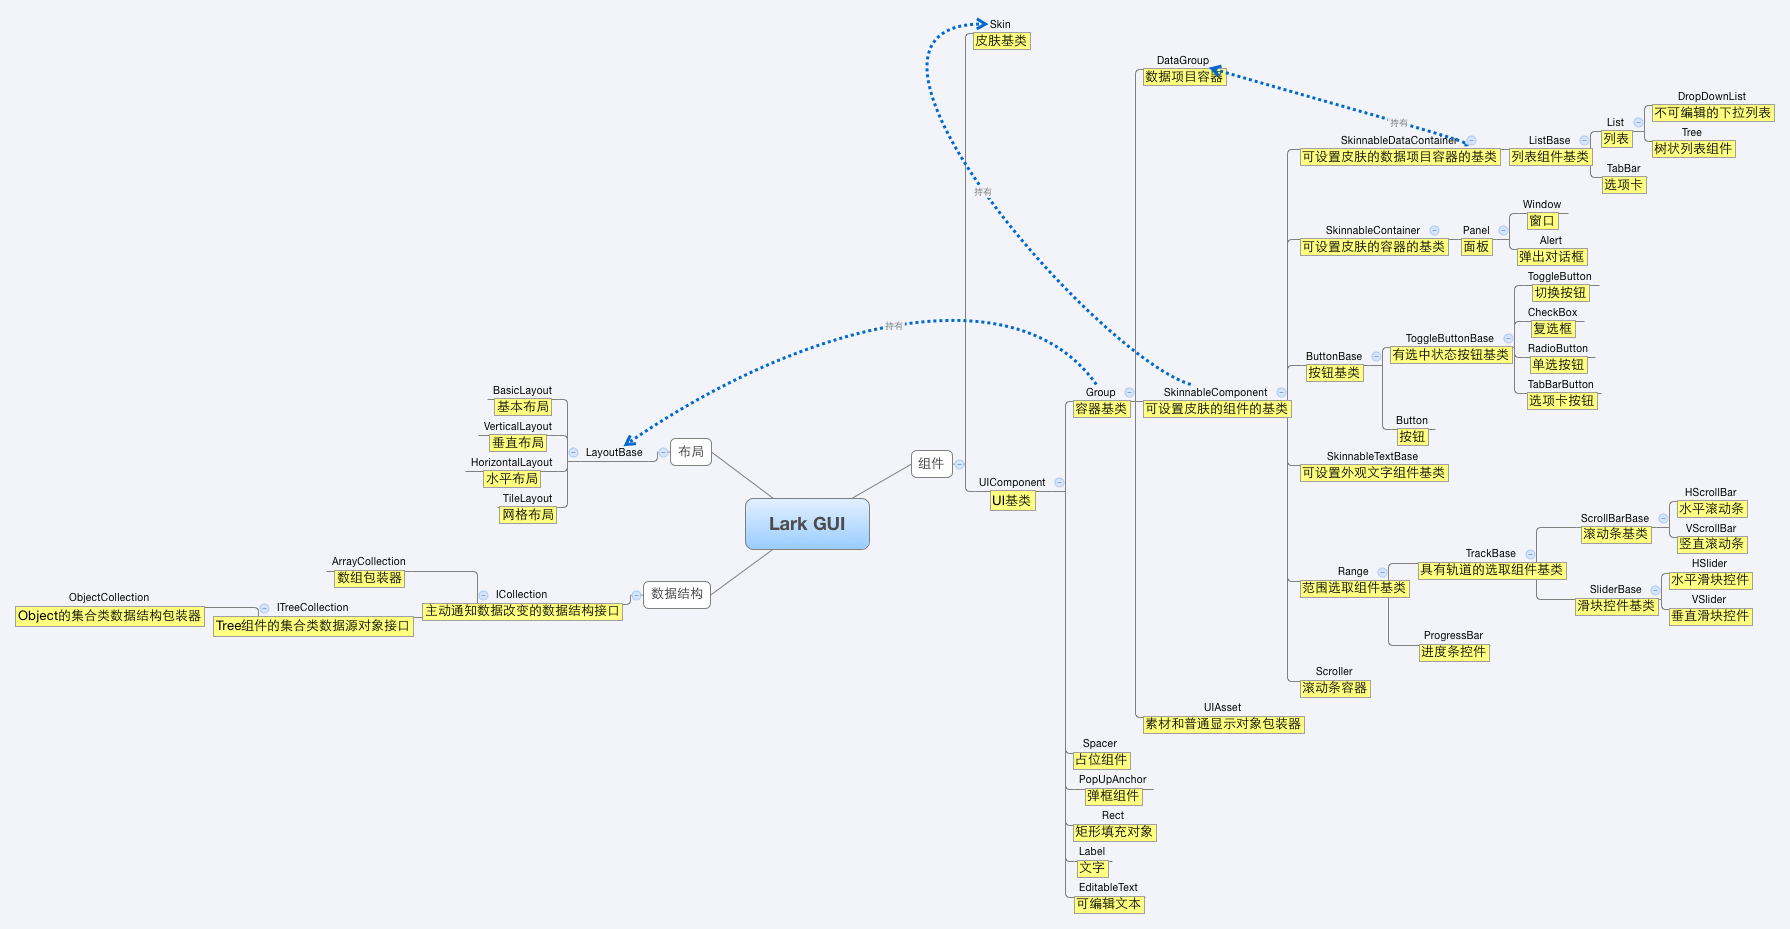 Lark GUI
组件
Skin
皮肤基类
UIComponent
UI基类
Group
容器基类
DataGroup
数据项目容器
SkinnableComponent
可设置皮肤的组件的基类
SkinnableDataContainer
可设置皮肤的数据项目容器的基类
ListBase
列表组件基类
List
列表
DropDownList
不可编辑的下拉列表
Tree
树状列表组件
TabBar
选项卡
SkinnableContainer
可设置皮肤的容器的基类
Panel
面板
Window
窗口
Alert
弹出对话框
ButtonBase
按钮基类
ToggleButtonBase
有选中状态按钮基类
ToggleButton
切换按钮
CheckBox
复选框
RadioButton
单选按钮
TabBarButton
选项卡按钮
Button
按钮
SkinnableTextBase
可设置外观文字组件基类
Range
范围选取组件基类
TrackBase
具有轨道的选取组件基类
ScrollBarBase
滚动条基类
HScrollBar
水平滚动条
VScrollBar
竖直滚动条
SliderBase
滑块控件基类
HSlider
水平滑块控件
VSlider
垂直滑块控件
ProgressBar
进度条控件
Scroller
滚动条容器
UIAsset
素材和普通显示对象包装器
Spacer
占位组件
PopUpAnchor
弹框组件
Rect
矩形填充对象
Label
文字
EditableText
可编辑文本
持有
持有
持有
布局
LayoutBase
BasicLayout
基本布局
VerticalLayout
垂直布局
HorizontalLayout
水平布局
TileLayout
网格布局
数据结构
ICollection
主动通知数据改变的数据结构接口
ArrayCollection
数组包装器
ITreeCollection
Tree组件的集合类数据源对象接口
ObjectCollection
Object的集合类数据结构包装器